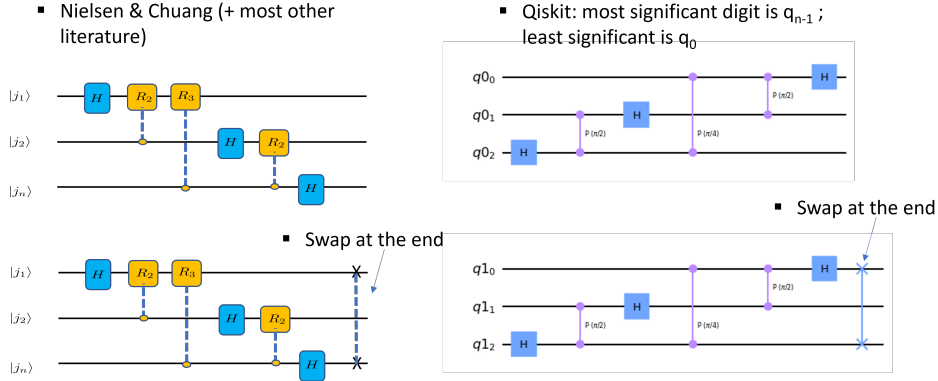 ▪ Nielsen & Chuang (+ most other
literature)
▪ Qiskit: most significant digit is qn-1 ;
least significant is q0
|j1⟩ H R2 R3
|j2⟩ H R2
|jn⟩ H
q00 H
q01 H P (π/2)
q02 H P (π/2) P (π/4)
▪ Swap at the end
▪ Swap at the end
|j1⟩ H R2 R3
|j2⟩ H R2
|jn⟩ H
q10 H
q11 H P (π/2)
q12 H P (π/2) P (π/4)